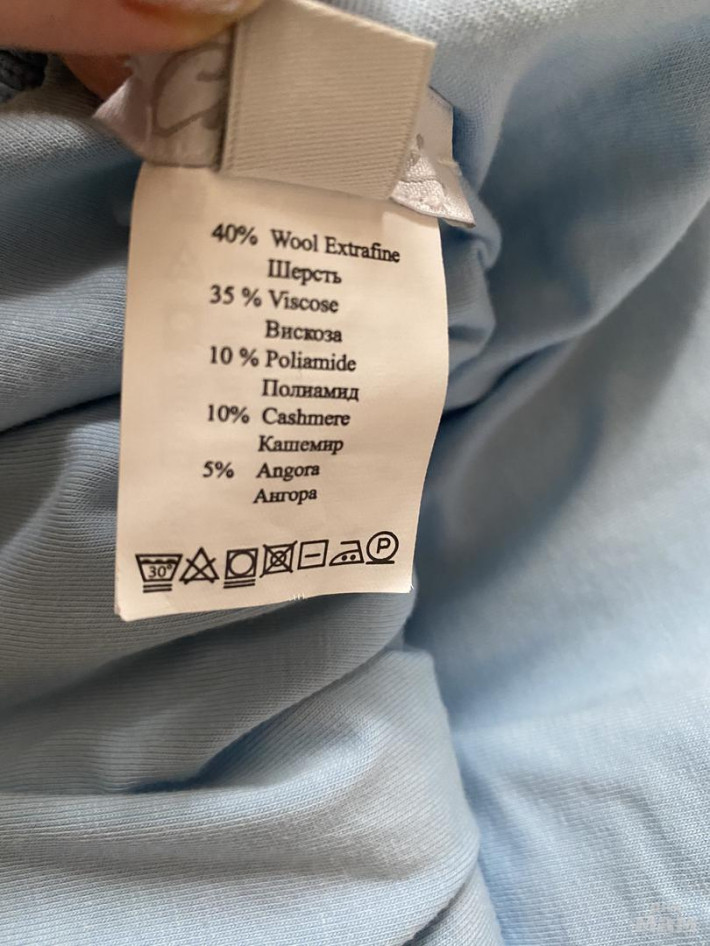 40% Wool Extrafine
Шерсть
35 % Viscose
Вискоза
10 % Poliamide
Полиамид
10% Cashmere
Кашемир
5% Angora
Ангора
30°
P